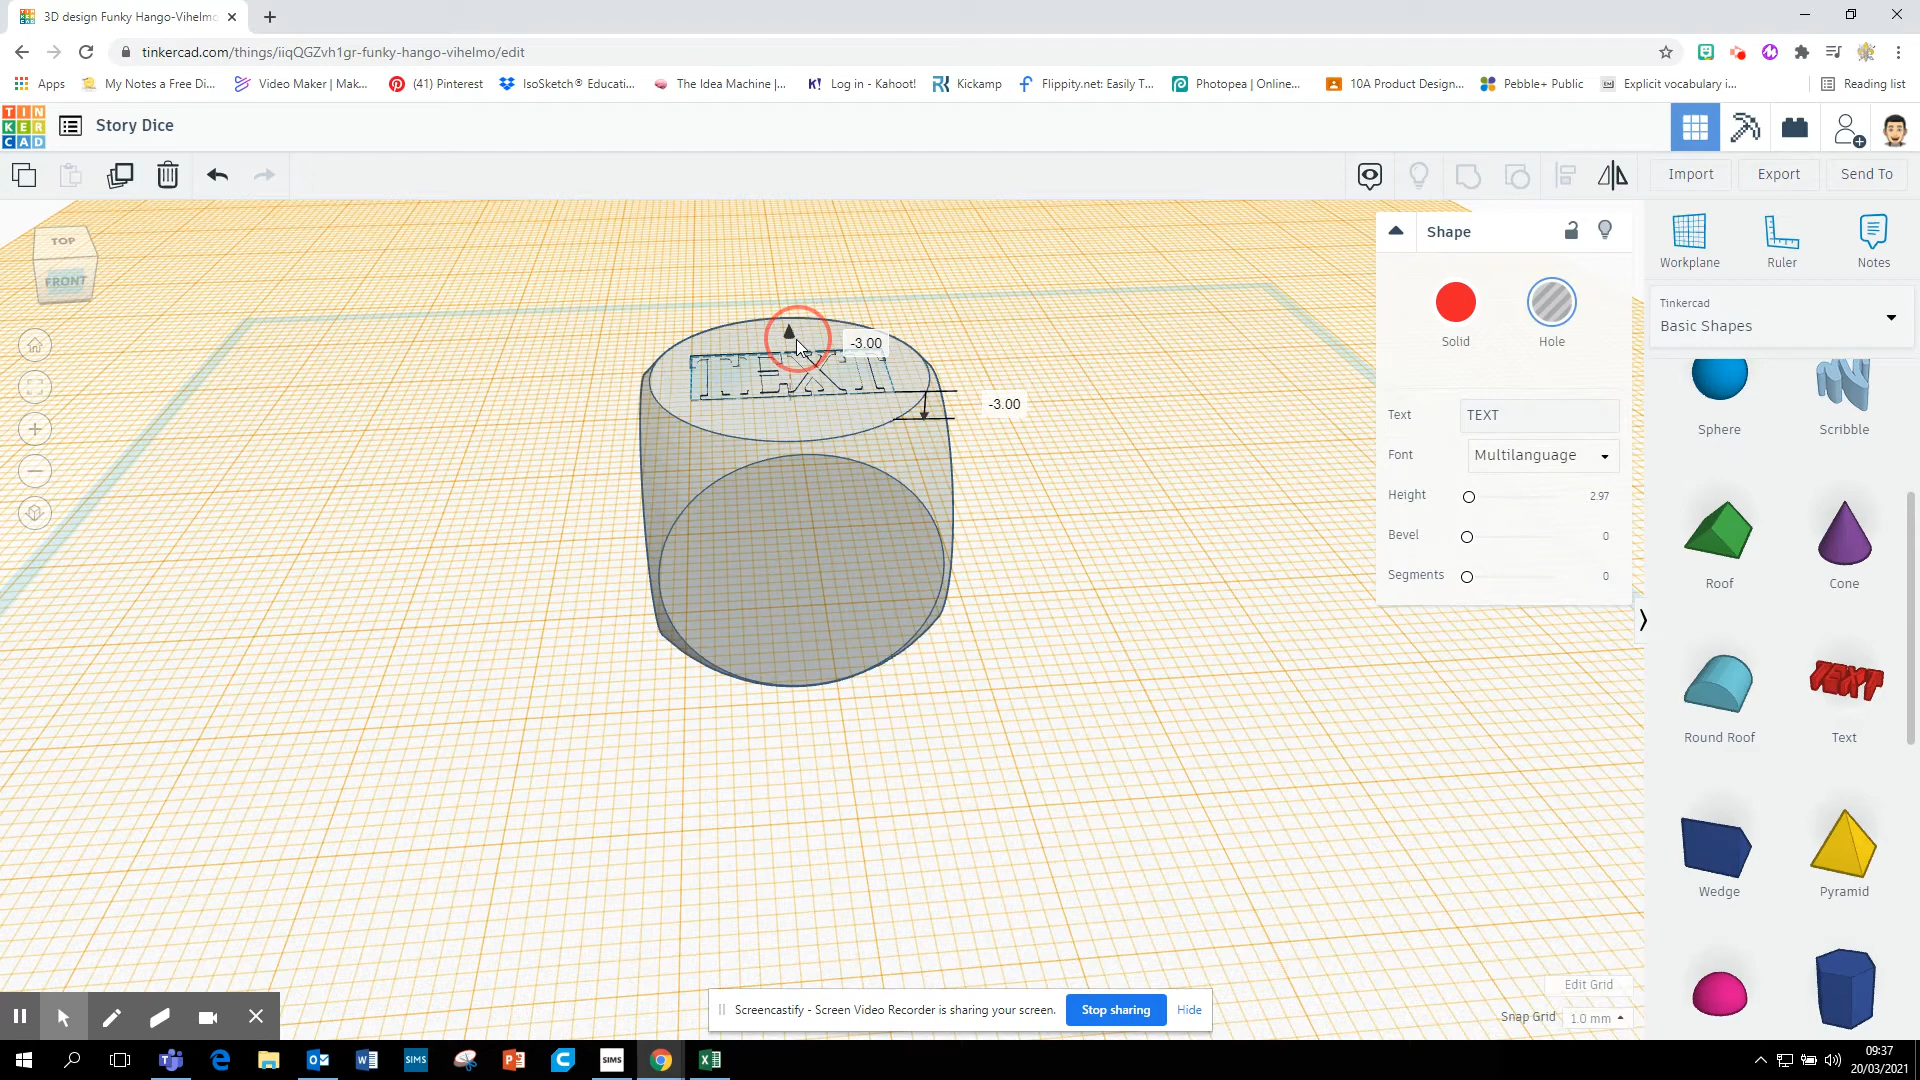 3D design Funky Hango-Vihelmo
tinkercad.com/things/iiqQGZvh1gr-funky-hango-vihelmo/edit
Apps My Notes a Free Di... Video Maker | Mak... (41) Pinterest IsoSketch® Educati... The Idea Machine |... Log in - Kahoot! Kickamp Flippity.net: Easily T... Photopea | Online... 10A Product Design,... Pebble+ Public Explicit vocabulary i... Reading list
TIN
KER
CAD
Story Dice
Import Export Send To
TOP
FRONT
Shape
Solid Hole
Text TEXT
Font Multilanguage
Height 2.97
Bevel 0
Segments 0
-3.00
-3.00
TEXT
Workplane Ruler Notes
Tinkercad
Basic Shapes
Sphere Scribble
Roof Cone
TEXT
Round Roof Text
Wedge Pyramid
Edit Grid
Snap Grid 1.0 mm
Screencastify - Screen Video Recorder is sharing your screen. Stop sharing Hide
SIMS
SIMS
09:37
20/03/2021